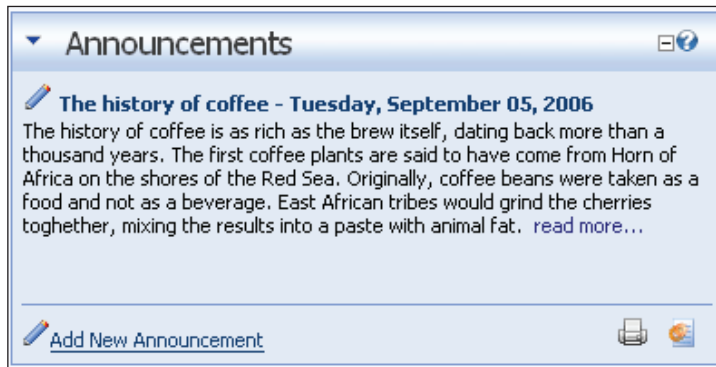 Announcements
The history of coffee - Tuesday, September 05, 2006
The history of coffee is as rich as the brew itself, dating back more than a
thousand years. The first coffee plants are said to have come from Horn of
Africa on the shores of the Red Sea. Originally, coffee beans were taken as a
food and not as a beverage. East African tribes would grind the cherries
toghether, mixing the results into a paste with animal fat. read more...
Add New Announcement